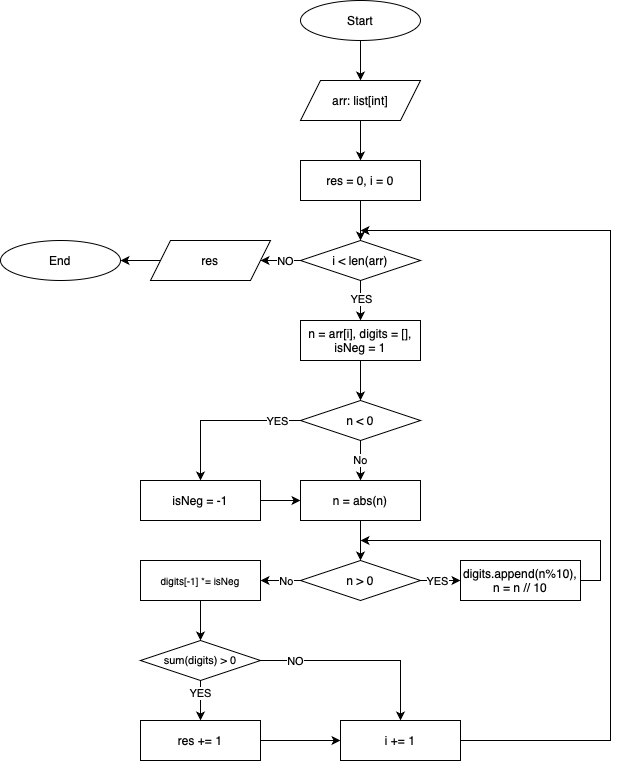 Start
arr: list[int]
res = 0, i = 0
End
res
NO
i < len(arr)
YES
n = arr[i], digits = [],
isNeg = 1
YES
n < 0
No
isNeg = -1
n = abs(n)
digits[-1] *= isNeg
No
n > 0
YES
digits.append(n%10),
n = n // 10
sum(digits) > 0
NO
YES
res += 1
i += 1